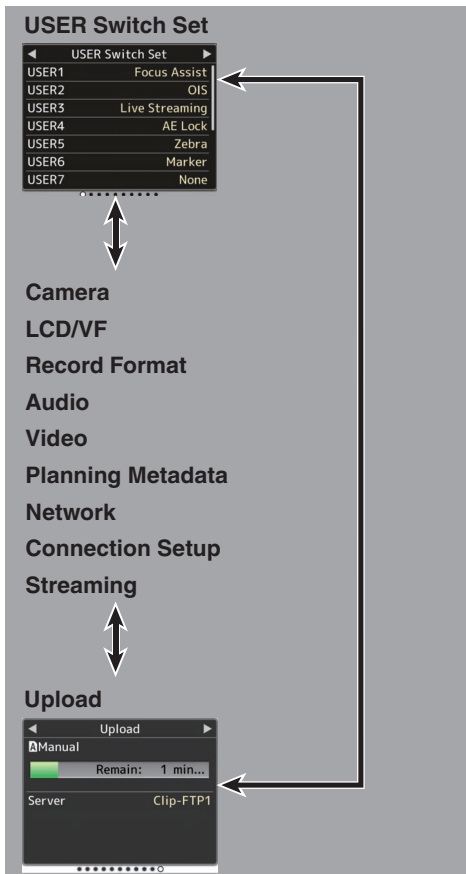 USER Switch Set
◀ USER Switch Set ▶
USER1 Focus Assist
USER2 OIS
USER3 Live Streaming
USER4 AE Lock
USER5 Zebra
USER6 Marker
USER7 None
Camera
LCD/VF
Record Format
Audio
Video
Planning Metadata
Network
Connection Setup
Streaming
Upload
◀ Upload ▶
A Manual
Remain: 1 min...
Server Clip-FTP1